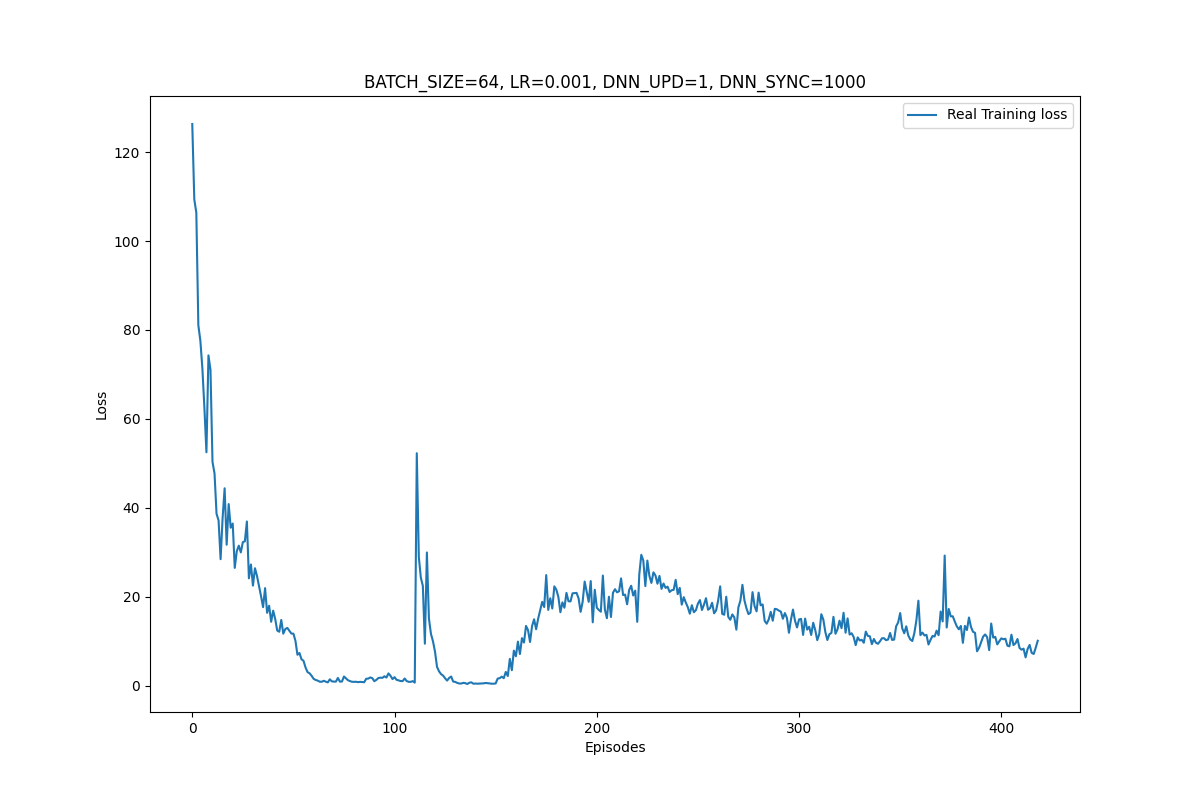 BATCH_SIZE=64, LR=0.001, DNN_UPD=1, DNN_SYNC=1000
Real Training loss
120
100
80
60
40
20
0
Loss
0 100 200 300 400
Episodes